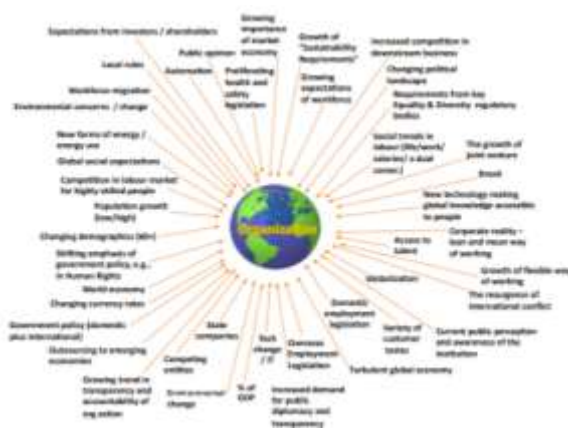 Expectations from investors / shareholders
Growing
importance
of market
economy
Growth of
"Sustainability
Requirements"
Increased competition in
downstream business
Public opinion
Local rules
Automation
Proliferating
health and
safety
legislation
Growing
expectations
of workforce
Changing political
landscape
Workforce migration
Requirements from key
Equality & Diversity regulatory
bodies
Environmental concerns / change
New forms of energy /
energy use
Social trends in
labour (life/work/
salaries/
The growth of
joint venture
Global social expectations
Competition in labour market
for highly skilled people
New technology making
global knowledge accessible
to people
Population growth
(low/high)
Organization
Corporate reality –
lean and mean way
of working
Changing demographics (60+)
Access to
talent
Shifting emphasis of
government policy, e.g.,
in Human Rights
Growth of flexible way
of working
World economy
Globalization
The resurgence of
international conflict
Changing currency rates
Domestic
employment
legislation
Government policy (domestic
plus international)
State
companies
Tech
change
/ IT
Overseas
Employment
Legislation
Variety of
customer
tastes
Current public perception
and awareness of the
institution
Outsourcing to emerging
economies
Competing
entities
Turbulent global economy
Growing trend in
transparency and
accountability of
org action
Environmental
change
% of
GDP
Increased demand
for public
diplomacy and
transparency